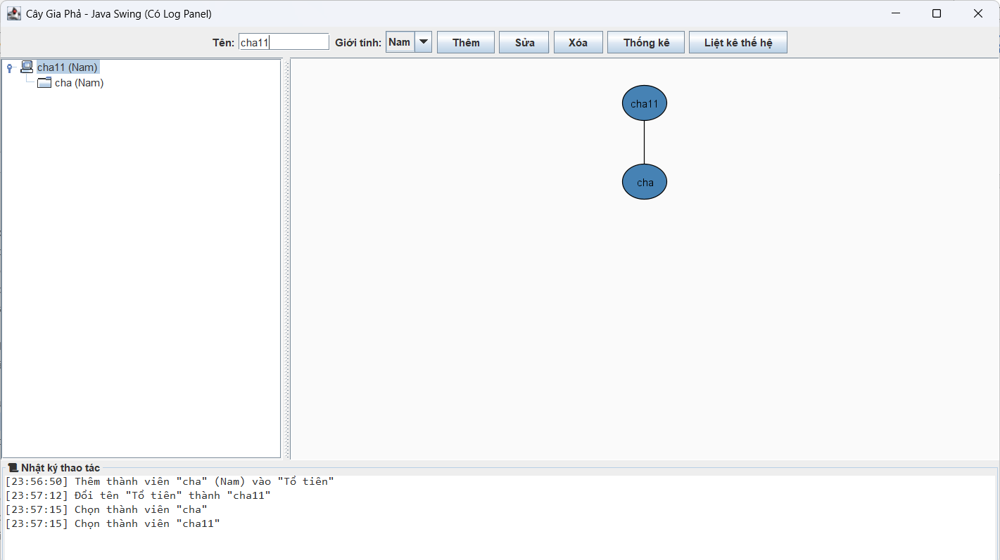 Cây Gia Phả - Java Swing (Có Log Panel)
Tên: cha11 Giới tính: Nam Thêm Sửa Xóa Thống kê Liệt kê thế hệ
cha11 (Nam)
cha (Nam)
cha11
cha
Nhật ký thao tác
[23:56:50] Thêm thành viên "cha" (Nam) vào "Tổ tiên"
[23:57:12] Đổi tên "Tổ tiên" thành "cha11"
[23:57:15] Chọn thành viên "cha"
[23:57:15] Chọn thành viên "cha11"